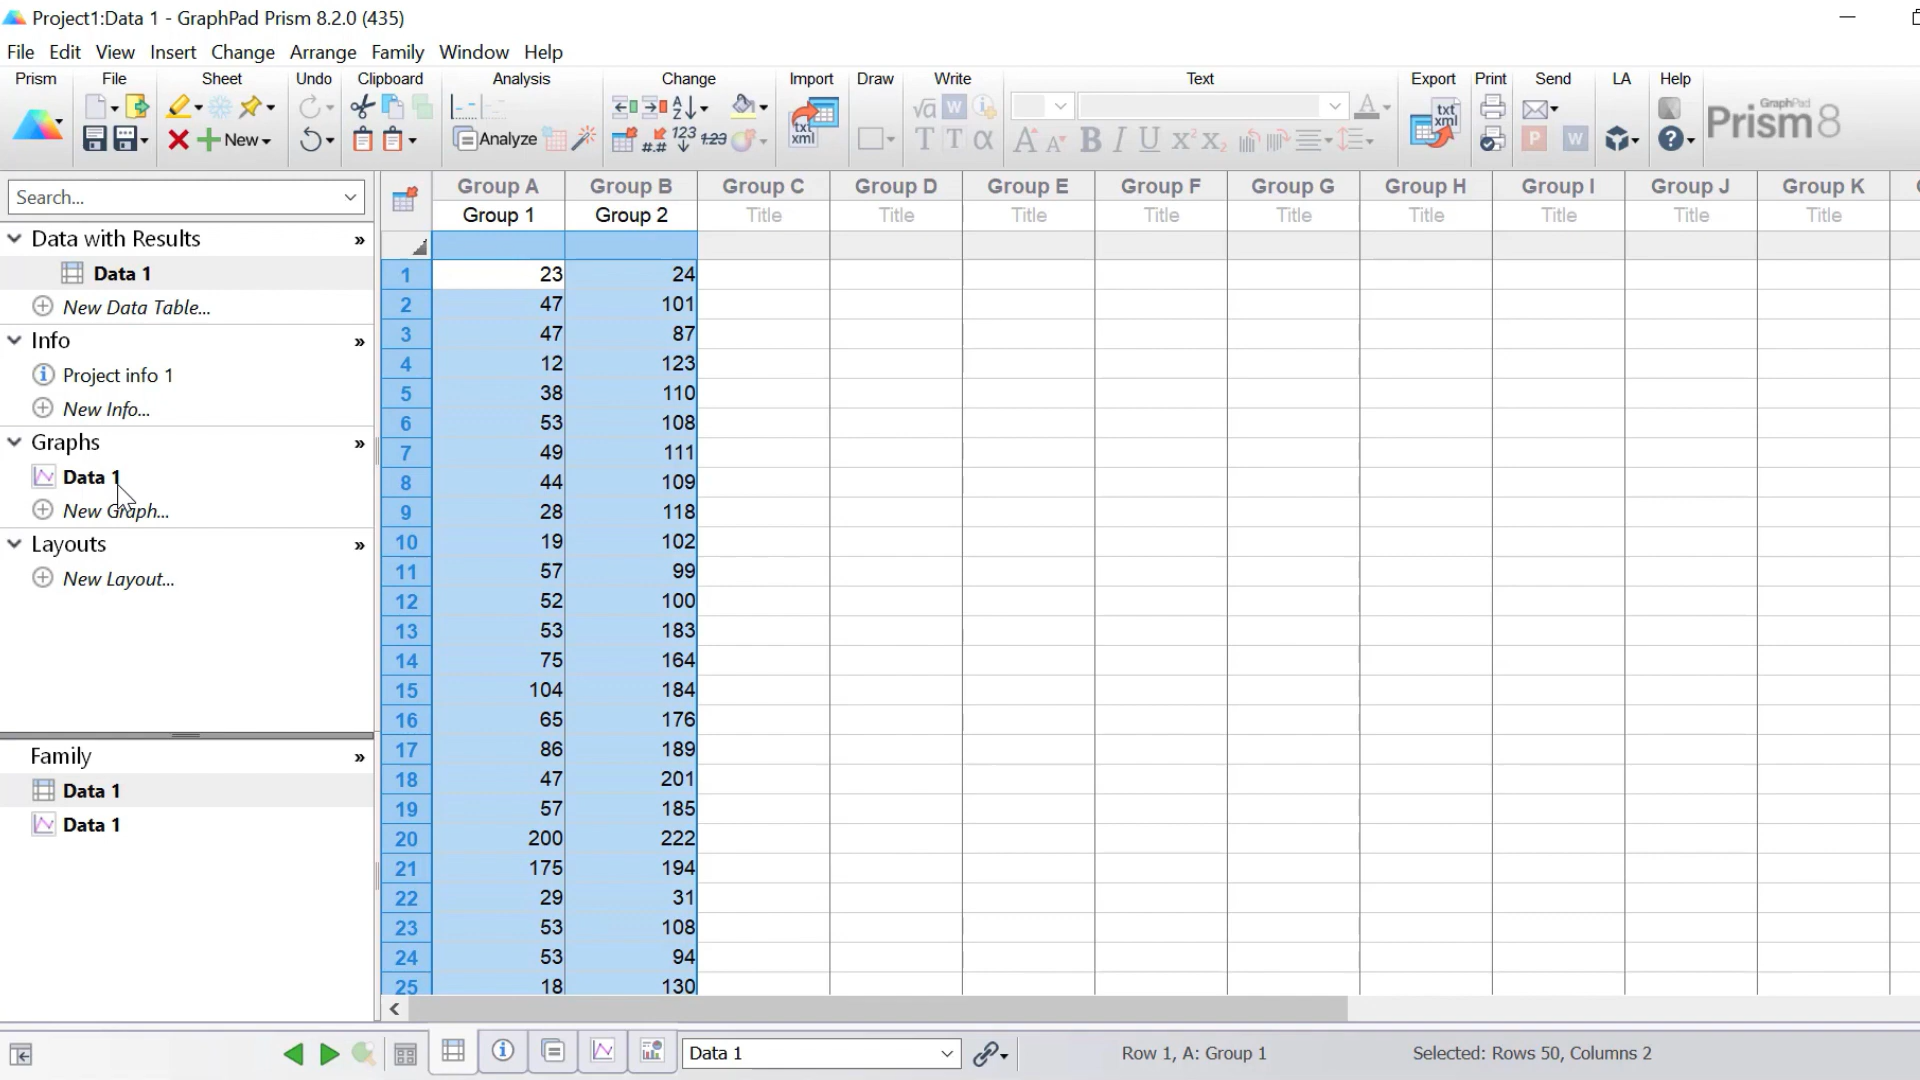 Project1:Data 1 - GraphPad Prism 8.2.0 (435)
File Edit View Insert Change Arrange Family Window Help
Prism File Sheet Undo Clipboard Analysis Change Import Draw Write Text Export Print Send LA Help
New
Analyze
GraphPad
Prism 8
Search...
Data with Results »
Data 1
New Data Table...
Info »
Project info 1
New Info...
Graphs »
Data 1
New Graph...
Layouts »
New Layout...
Family »
Data 1
Data 1
Group A Group B Group C Group D Group E Group F Group G Group H Group I Group J Group K
Group 1 Group 2 Title Title Title Title Title Title Title Title Title
1 23 24
2 47 101
3 47 87
4 12 123
5 38 110
6 53 108
7 49 111
8 44 109
9 28 118
10 19 102
11 57 99
12 52 100
13 53 183
14 75 164
15 104 184
16 65 176
17 86 189
18 47 201
19 57 185
20 200 222
21 175 194
22 29 31
23 53 108
24 53 94
25 18 130
Data 1 Row 1, A: Group 1 Selected: Rows 50, Columns 2